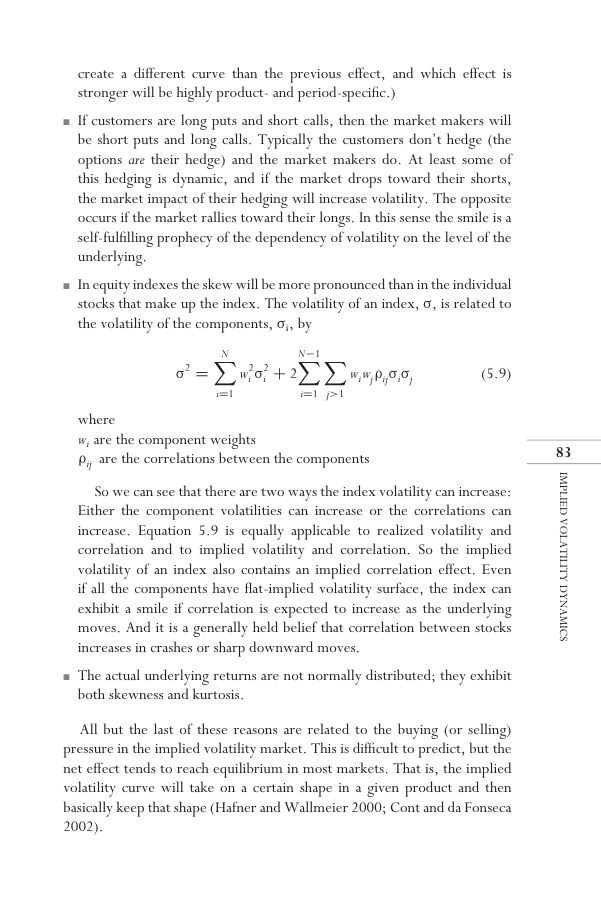 create a different curve than the previous effect, and which effect is
stronger will be highly product- and period-specific.)
■ If customers are long puts and short calls, then the market makers will
be short puts and long calls. Typically the customers don’t hedge (the
options are their hedge) and the market makers do. At least some of
this hedging is dynamic, and if the market drops toward their shorts,
the market impact of their hedging will increase volatility. The opposite
occurs if the market rallies toward their longs. In this sense the smile is a
self-fulfilling prophecy of the dependency of volatility on the level of the
underlying.
■ In equity indexes the skew will be more pronounced than in the individual
stocks that make up the index. The volatility of an index, σ, is related to
the volatility of the components, σᵢ, by
σ² = ∑_{i=1}^{N} w_i² σ_i² + 2 ∑_{i=1}^{N−1} ∑_{j>1} w_i w_j ρ_{ij} σ_i σ_j (5.9)
where
w_i are the component weights
ρ_{ij} are the correlations between the components
So we can see that there are two ways the index volatility can increase:
Either the component volatilities can increase or the correlations can
increase. Equation 5.9 is equally applicable to realized volatility and
correlation and to implied volatility and correlation. So the implied
volatility of an index also contains an implied correlation effect. Even
if all the components have flat-implied volatility surface, the index can
exhibit a smile if correlation is expected to increase as the underlying
moves. And it is a generally held belief that correlation between stocks
increases in crashes or sharp downward moves.
■ The actual underlying returns are not normally distributed; they exhibit
both skewness and kurtosis.
All but the last of these reasons are related to the buying (or selling)
pressure in the implied volatility market. This is difficult to predict, but the
net effect tends to reach equilibrium in most markets. That is, the implied
volatility curve will take on a certain shape in a given product and then
basically keep that shape (Hafner and Wallmeier 2000; Cont and da Fonseca
2002).
83
IMPLIED VOLATILITY DYNAMICS